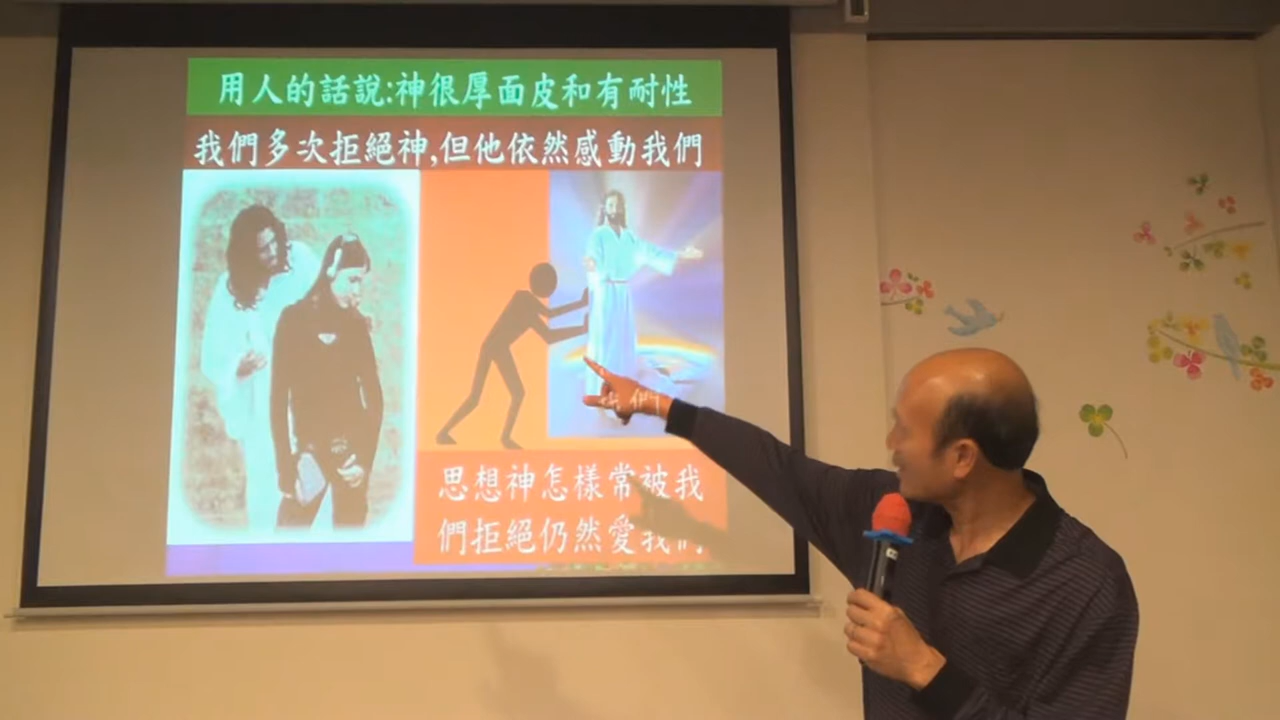 用人的話說:神很厚面皮和有耐性
我們多次拒絕神,但他依然感動我們
我們
思想神怎樣常被我
們拒絕仍然愛我們